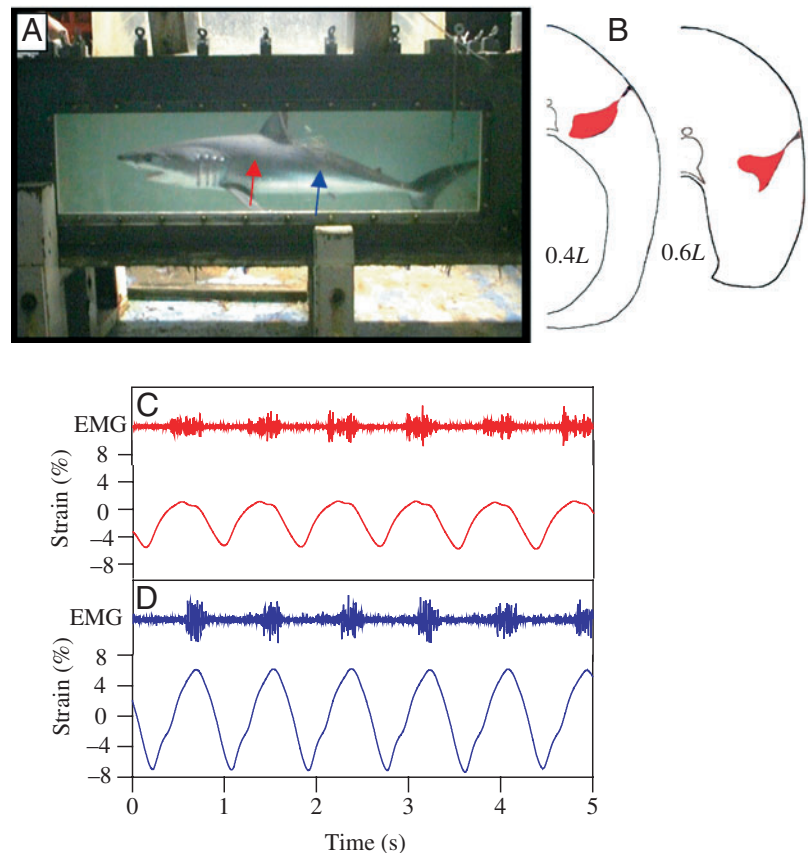 A
B
0.4L
0.6L
C
EMG
8
4
0
−4
−8
Strain (%)
D
EMG
8
4
0
−4
−8
Strain (%)
0 1 2 3 4 5
Time (s)